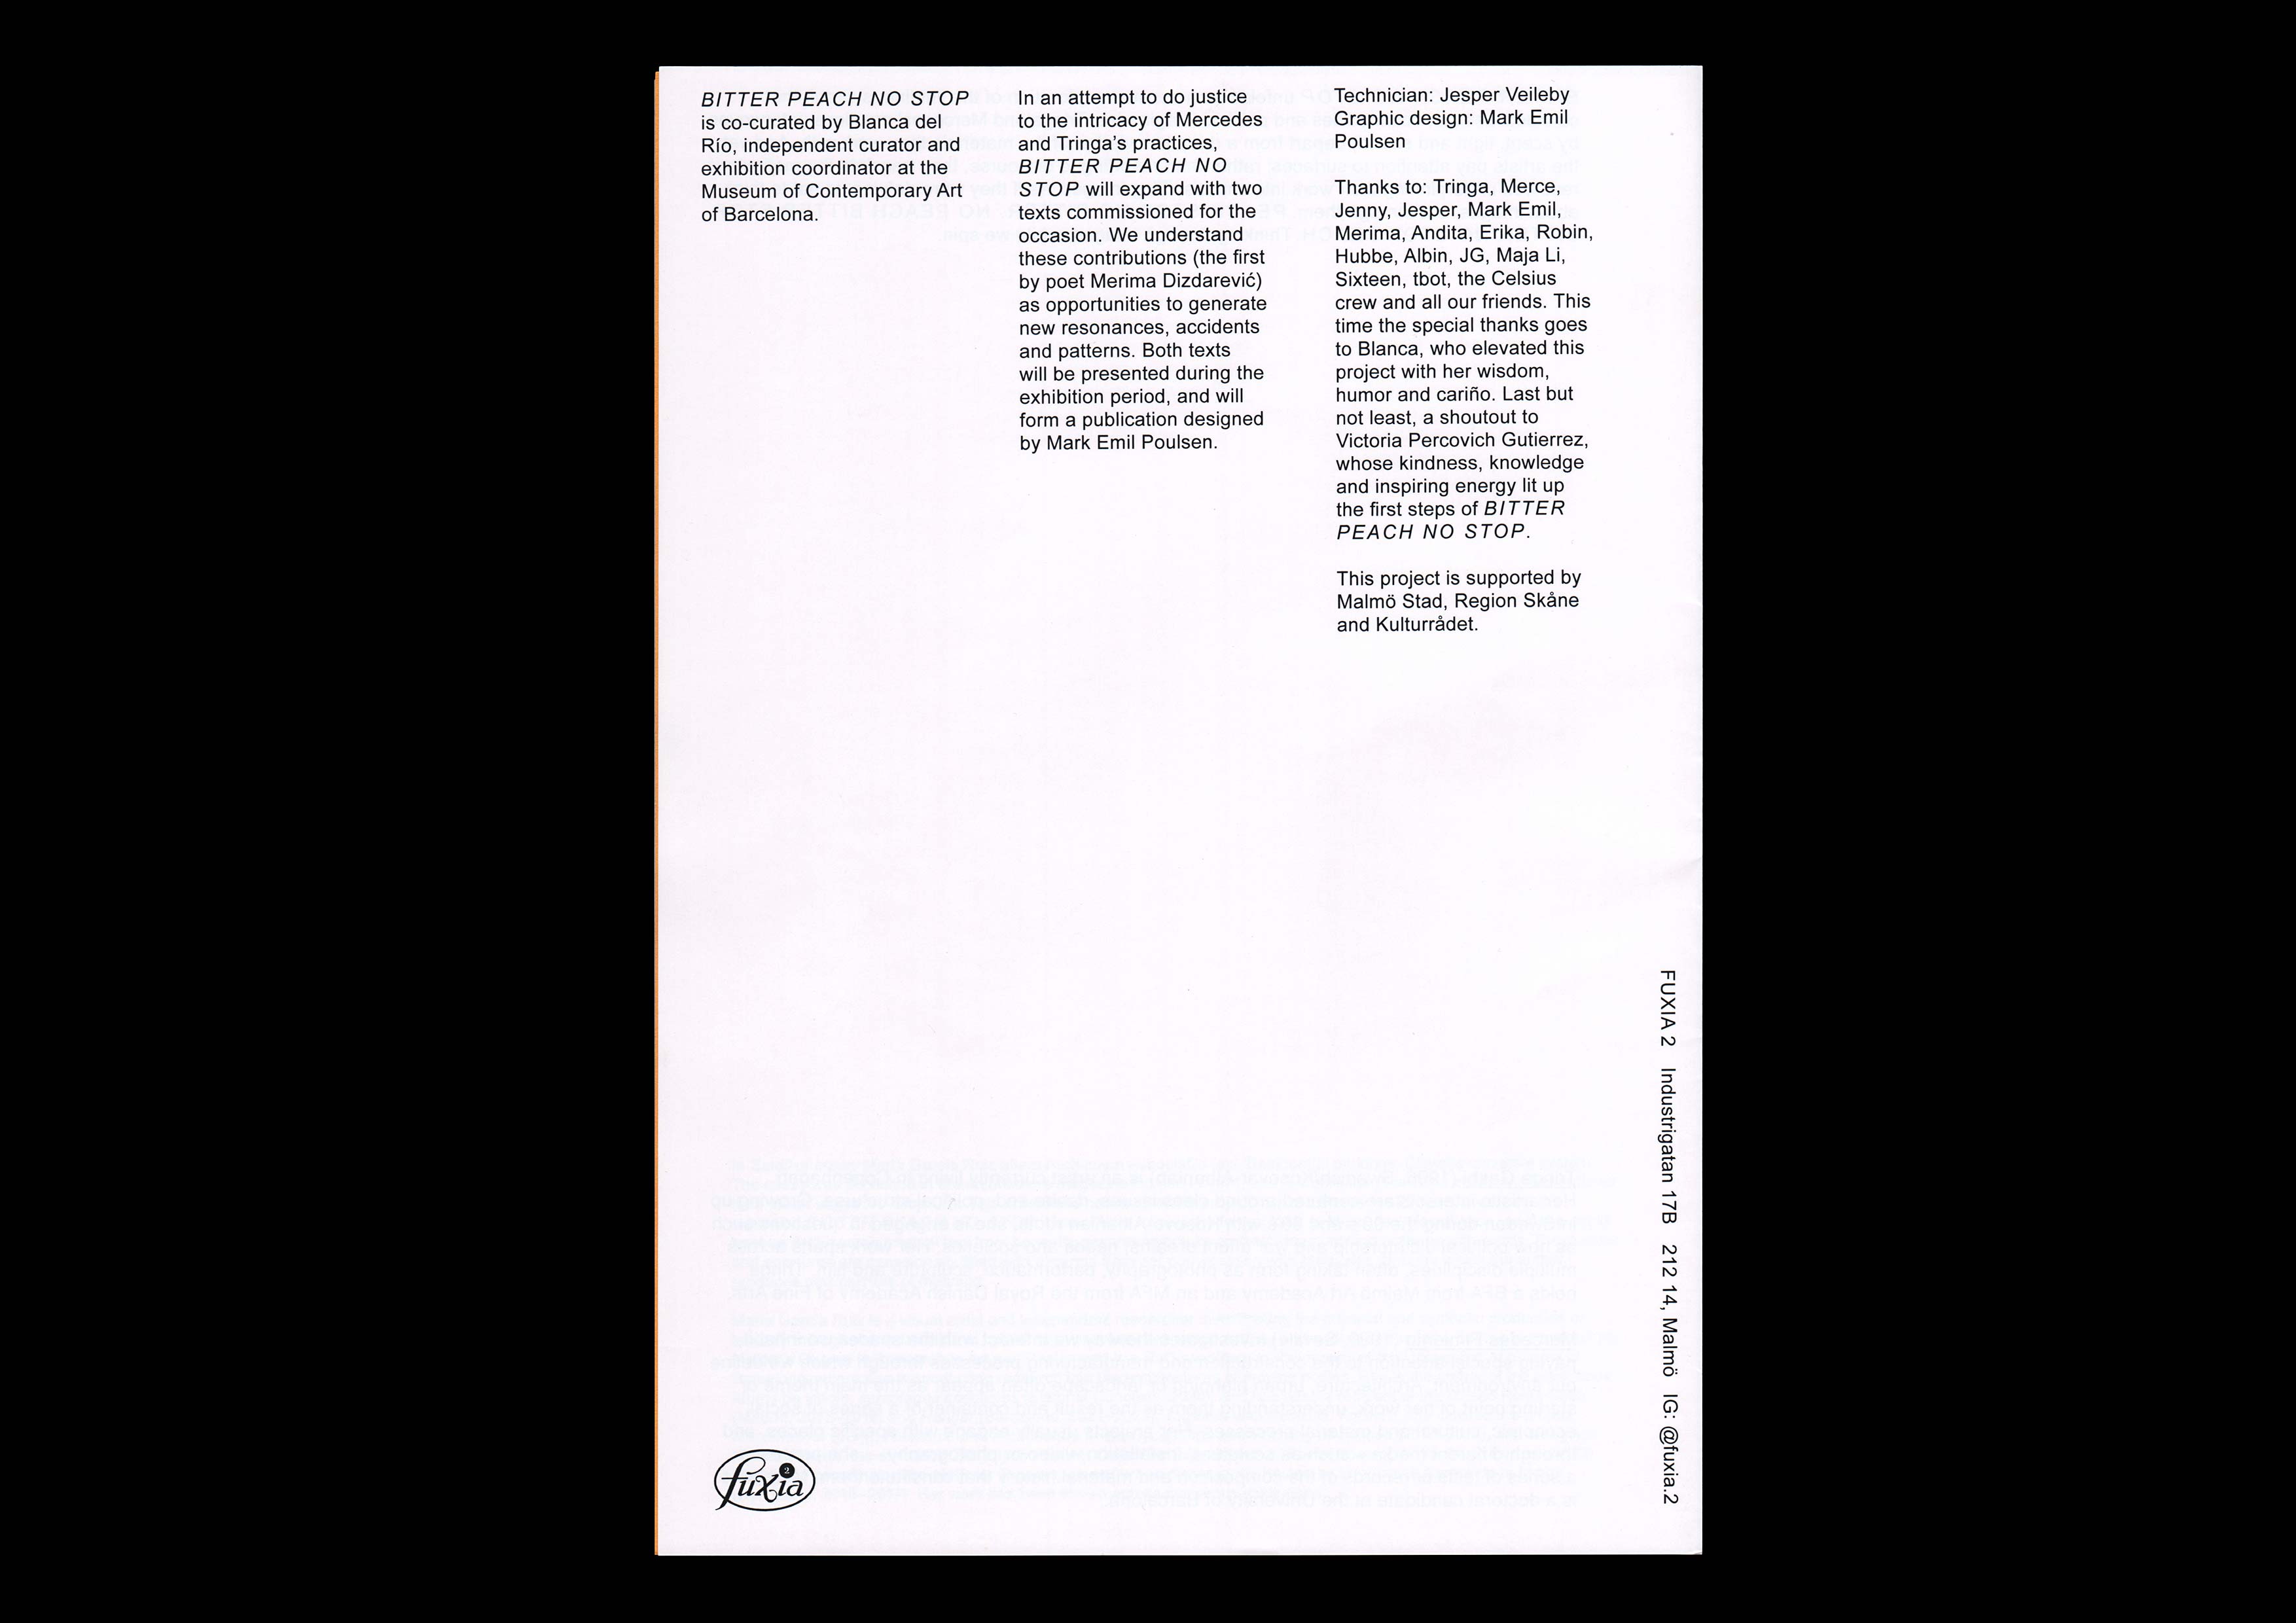 BITTER PEACH NO STOP
is co-curated by Blanca del
Río, independent curator and
exhibition coordinator at the
Museum of Contemporary Art
of Barcelona.
In an attempt to do justice
to the intricacy of Mercedes
and Tringa's practices,
BITTER PEACH NO
STOP will expand with two
texts commissioned for the
occasion. We understand
these contributions (the first
by poet Merima Dizdarević)
as opportunities to generate
new resonances, accidents
and patterns. Both texts
will be presented during the
exhibition period, and will
form a publication designed
by Mark Emil Poulsen.
Technician: Jesper Veileby
Graphic design: Mark Emil
Poulsen
Thanks to: Tringa, Merce,
Jenny, Jesper, Mark Emil,
Merima, Andita, Erika, Robin,
Hubbe, Albin, JG, Maja Li,
Sixteen, tbot, the Celsius
crew and all our friends. This
time the special thanks goes
to Blanca, who elevated this
project with her wisdom,
humor and cariño. Last but
not least, a shoutout to
Victoria Percovich Gutierrez,
whose kindness, knowledge
and inspiring energy lit up
the first steps of BITTER
PEACH NO STOP.
This project is supported by
Malmö Stad, Region Skåne
and Kulturrådet.
FUXIA 2 Industrigatan 17B 212 14, Malmö IG: @fuxia.2
fuxia 2